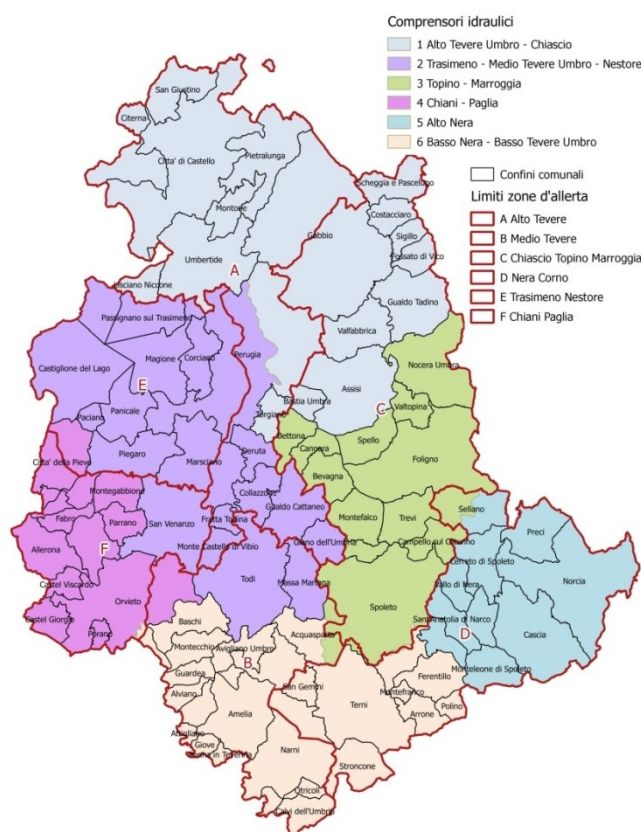 Comprensori idraulici
1 Alto Tevere Umbro - Chiascio
2 Trasimeno - Medio Tevere Umbro - Nestore
3 Topino - Marroggia
4 Chiani - Paglia
5 Alto Nera
6 Basso Nera - Basso Tevere Umbro
Confini comunali
Limiti zone d'allerta
A Alto Tevere
B Medio Tevere
C Chiascio Topino Marroggia
D Nera Corno
E Trasimeno Nestore
F Chiani Paglia
San Giustino
Citerna
Citta' di Castello
Pietralunga
Montone
Umbertide
A
Lisciano Niccone
Scheggia e Pascelupo
Costacciaro
Gubbio
Sigillo
Fossato di Vico
Gualdo Tadino
Valfabbrica
Passignano sul Trasimeno
Magione
Corciano
Perugia
Castiglione del Lago
E
Panicale
Paciane
Piegaro
Marsciano
Citta' della Pieve
Nocera Umbra
Assisi
Bastia Umbra
C
Valtopina
Torgiano
Bettona
Cannara
Spello
Foligno
Bevagna
Deruta
Collazzone
Gualdo Cattaneo
Montefalco
Trevi
Sellano
Montegabbione
Fabro
Parrano
San Venanzo
Fratta Todina
Monte Castello di Vibio
Giano dell'Umbria
Campello sul Clitunno
Preci
Cerreto di Spoleto
Allerona
F
Castel Viscardo
Orvieto
Castel Giorgio
Porano
Todi
Massa Martana
Spoleto
Vallo di Nera
Norcia
Sant'Anatolia di Narco
D
Cascia
Monteleone di Spoleto
Baschi
Acquasparta
Montecchio
Avigliano Umbro
B
Guardea
Alviano
Amelia
San Gemini
Terni
Ferentillo
Montefranco
Polino
Arrone
Giove
Narni
Stroncone
Otricoli
Calvi dell'Umbria